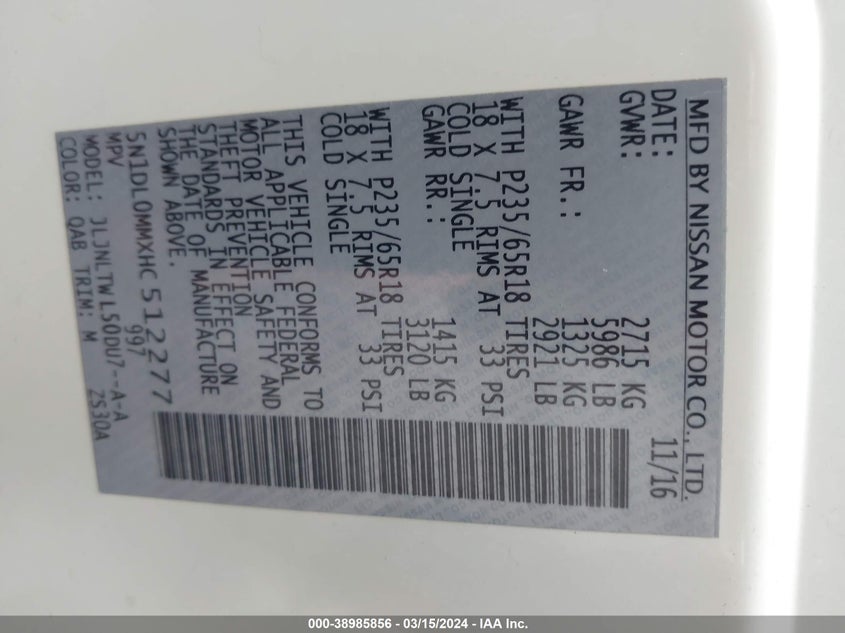 MFD BY NISSAN MOTOR CO., LTD.
DATE: 11/16
GVWR: 2715 KG
5986 LB
GAWR FR.: 1325 KG
2921 LB
WITH P235/65R18 TIRES
18 X 7.5 RIMS AT 33 PSI
COLD SINGLE
GAWR RR.: 1415 KG
3120 LB
WITH P235/65R18 TIRES
18 X 7.5 RIMS AT 33 PSI
COLD SINGLE
THIS VEHICLE CONFORMS TO
ALL APPLICABLE FEDERAL
MOTOR VEHICLE SAFETY AND
THEFT PREVENTION
STANDARDS IN EFFECT ON
THE DATE OF MANUFACTURE
SHOWN ABOVE.
5N1DL0MMXHC512277
MPV 997
MODEL: JLJNLTWL50DU7--A-A
COLOR: QAB TRIM: M 2S30A
000-38985856 - 03/15/2024 - IAA Inc.